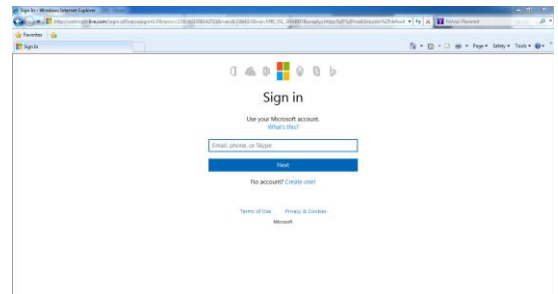 Sign In - Windows Internet Explorer
Favorites
Sign In
Page Safety Tools
Sign in
Use your Microsoft account.
What's this?
Email, phone, or Skype
Next
No account? Create one!
Terms of Use Privacy & Cookies
Microsoft